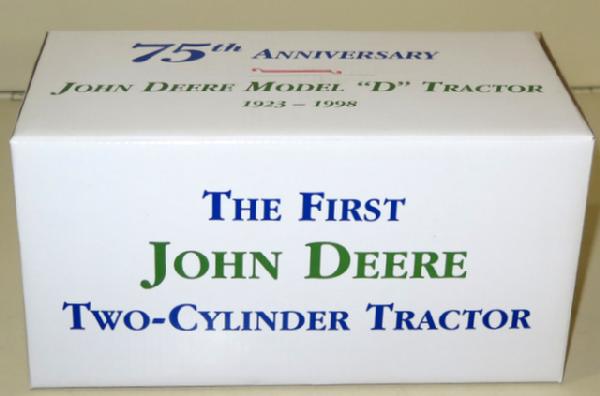 75th Anniversary
John Deere Model "D" Tractor
1923 – 1998
The First
John Deere
Two-Cylinder Tractor